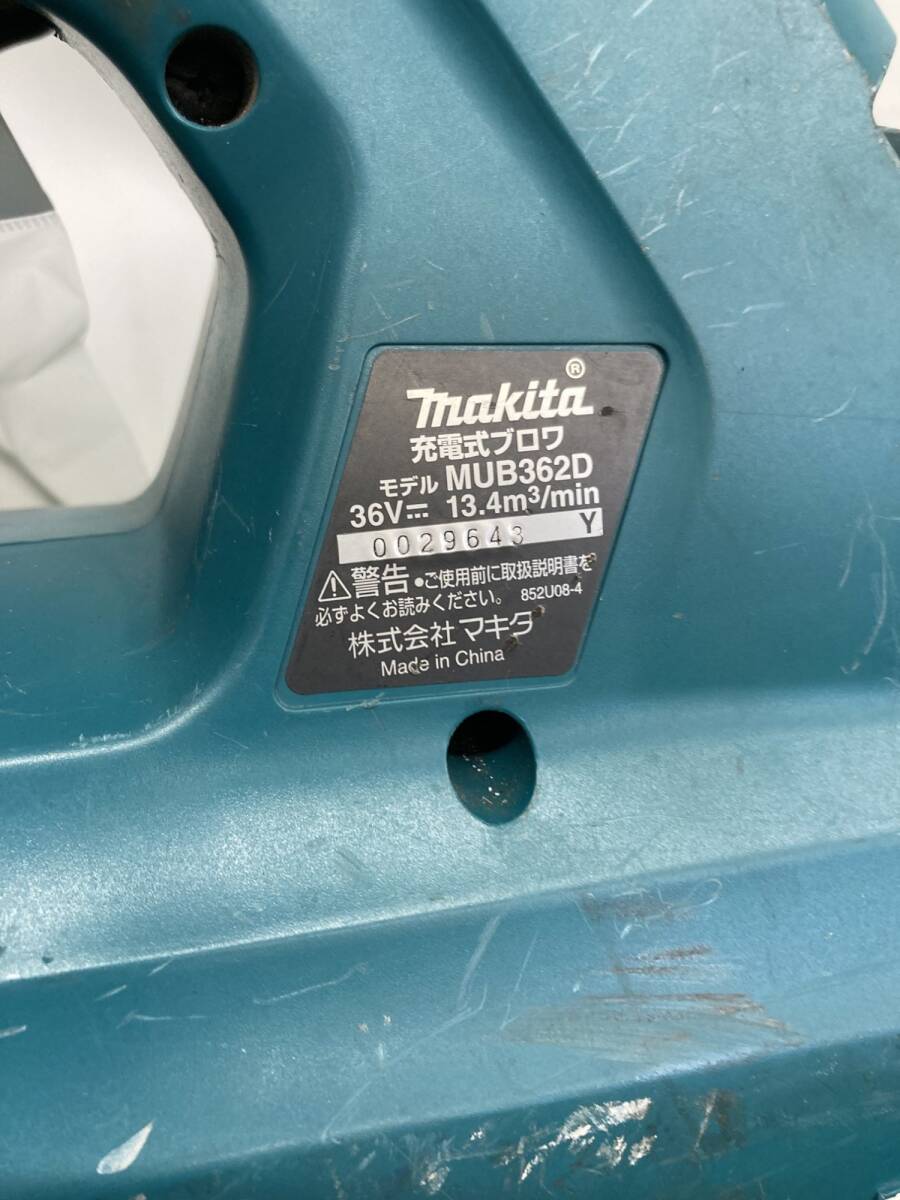 makita®
充電式ブロワ
モデル MUB362D
36V⎓ 13.4m³/min
0029643 Y
⚠警告 •ご使用前に取扱説明書を
必ずよくお読みください。 852U08-4
株式会社マキタ
Made in China